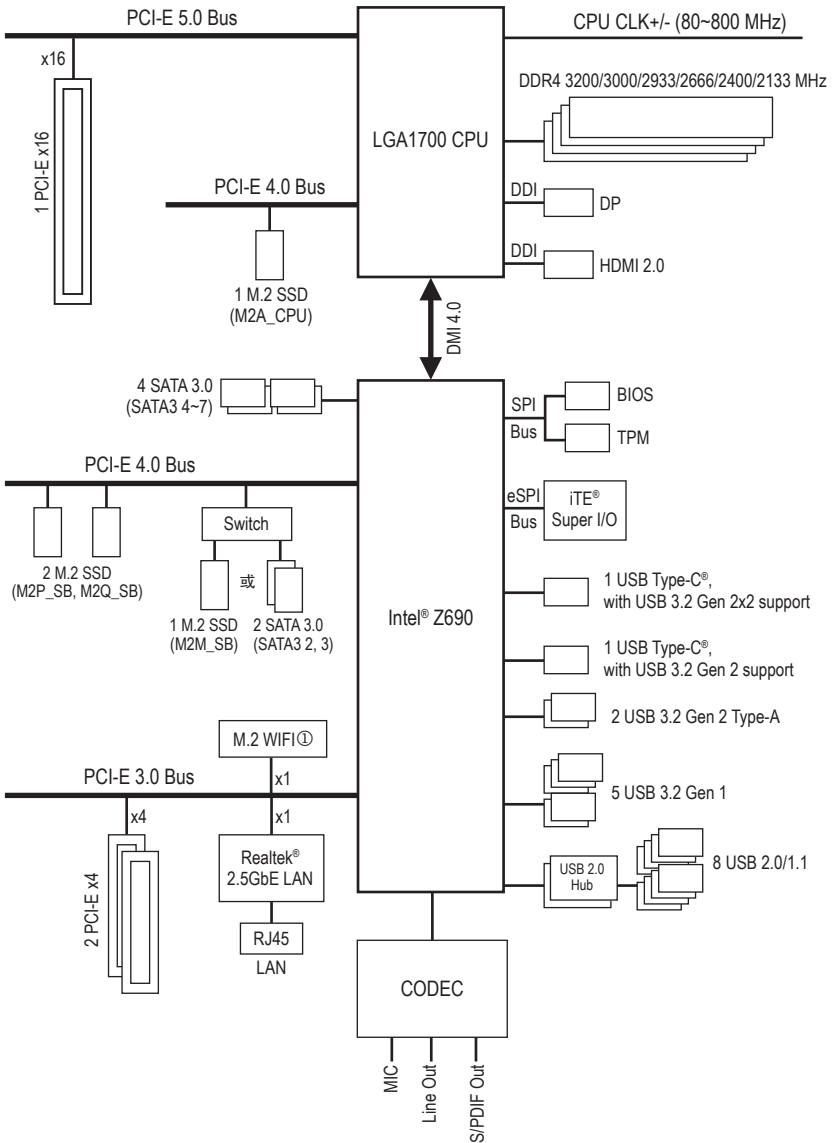 PCI-E 5.0 Bus
CPU CLK+/- (80~800 MHz)
x16
DDR4 3200/3000/2933/2666/2400/2133 MHz
1 PCI-E x16
LGA1700 CPU
PCI-E 4.0 Bus
DDI
DP
DDI
HDMI 2.0
1 M.2 SSD
(M2A_CPU)
DMI 4.0
4 SATA 3.0
(SATA3 4~7)
SPI
Bus
BIOS
TPM
PCI-E 4.0 Bus
eSPI
Bus
iTE®
Super I/O
Switch
2 M.2 SSD
(M2P_SB, M2Q_SB)
或
1 M.2 SSD
(M2M_SB)
2 SATA 3.0
(SATA3 2, 3)
Intel® Z690
1 USB Type-C®,
with USB 3.2 Gen 2x2 support
1 USB Type-C®,
with USB 3.2 Gen 2 support
2 USB 3.2 Gen 2 Type-A
M.2 WIFI①
PCI-E 3.0 Bus
x1
5 USB 3.2 Gen 1
x4
x1
2 PCI-E x4
Realtek®
2.5GbE LAN
USB 2.0
Hub
8 USB 2.0/1.1
RJ45
LAN
CODEC
MIC
Line Out
S/PDIF Out